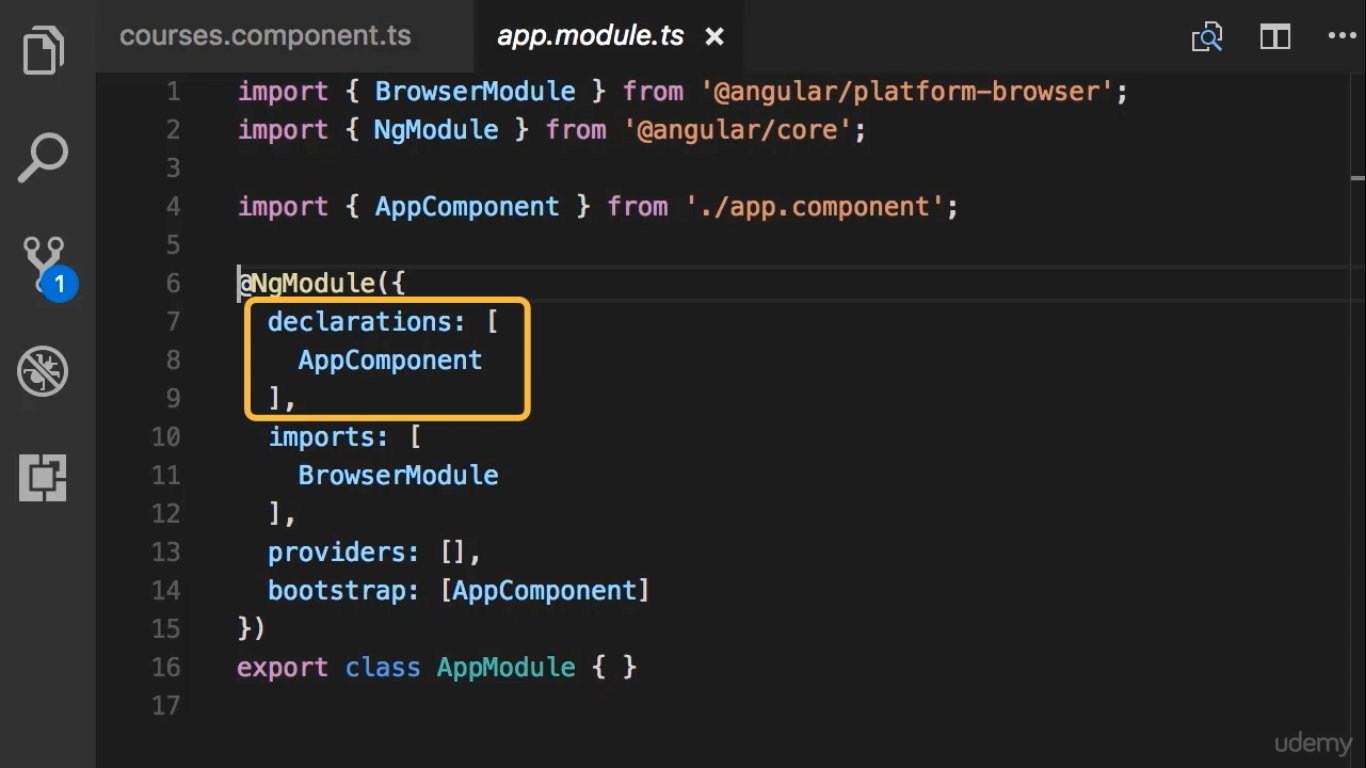 courses.component.ts app.module.ts
1 import { BrowserModule } from '@angular/platform-browser';
2 import { NgModule } from '@angular/core';
3
4 import { AppComponent } from './app.component';
5
6 @NgModule({
7 declarations: [
8 AppComponent
9 ],
10 imports: [
11 BrowserModule
12 ],
13 providers: [],
14 bootstrap: [AppComponent]
15 })
16 export class AppModule { }
17
1
udemy